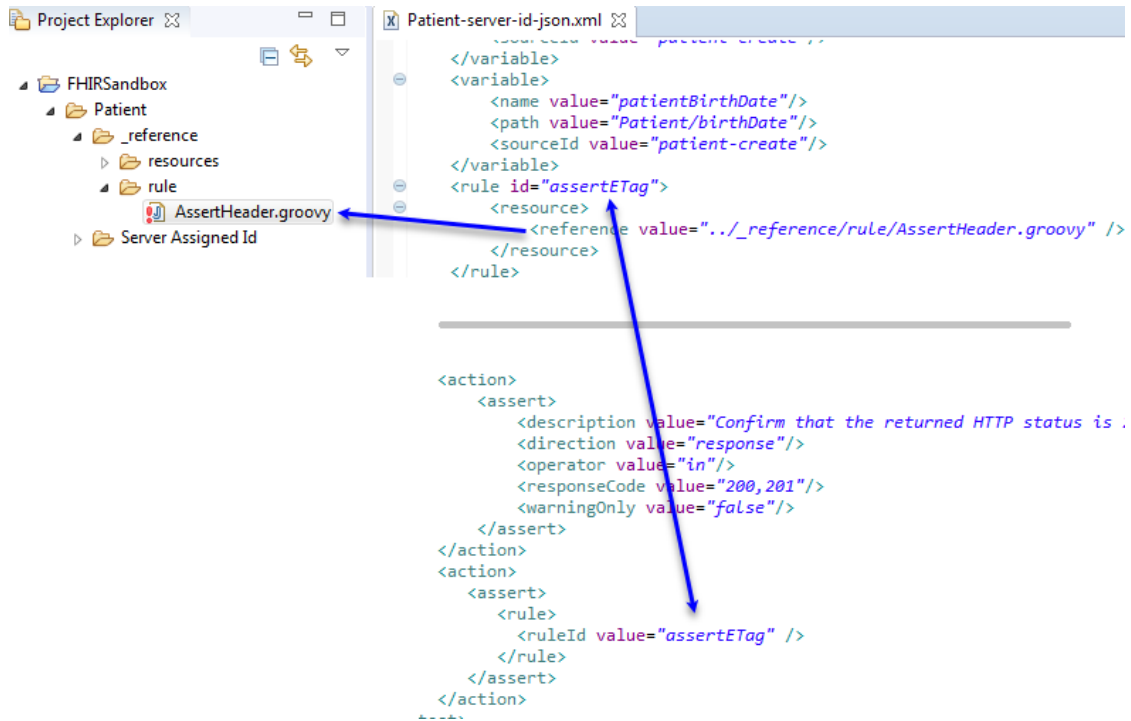 Project Explorer
FHIRSandbox
Patient
_reference
resources
rule
AssertHeader.groovy
Server Assigned Id
Patient-server-id-json.xml
<sourceId value="patient-create"/>
</variable>
<variable>
<name value="patientBirthDate"/>
<path value="Patient/birthDate"/>
<sourceId value="patient-create"/>
</variable>
<rule id="assertETag">
<resource>
<reference value="../_reference/rule/AssertHeader.groovy" />
</resource>
</rule>
<action>
<assert>
<description value="Confirm that the returned HTTP status is
<direction value="response"/>
<operator value="in"/>
<responseCode value="200,201"/>
<warningOnly value="false"/>
</assert>
</action>
<action>
<assert>
<rule>
<ruleId value="assertETag" />
</rule>
</assert>
</action>